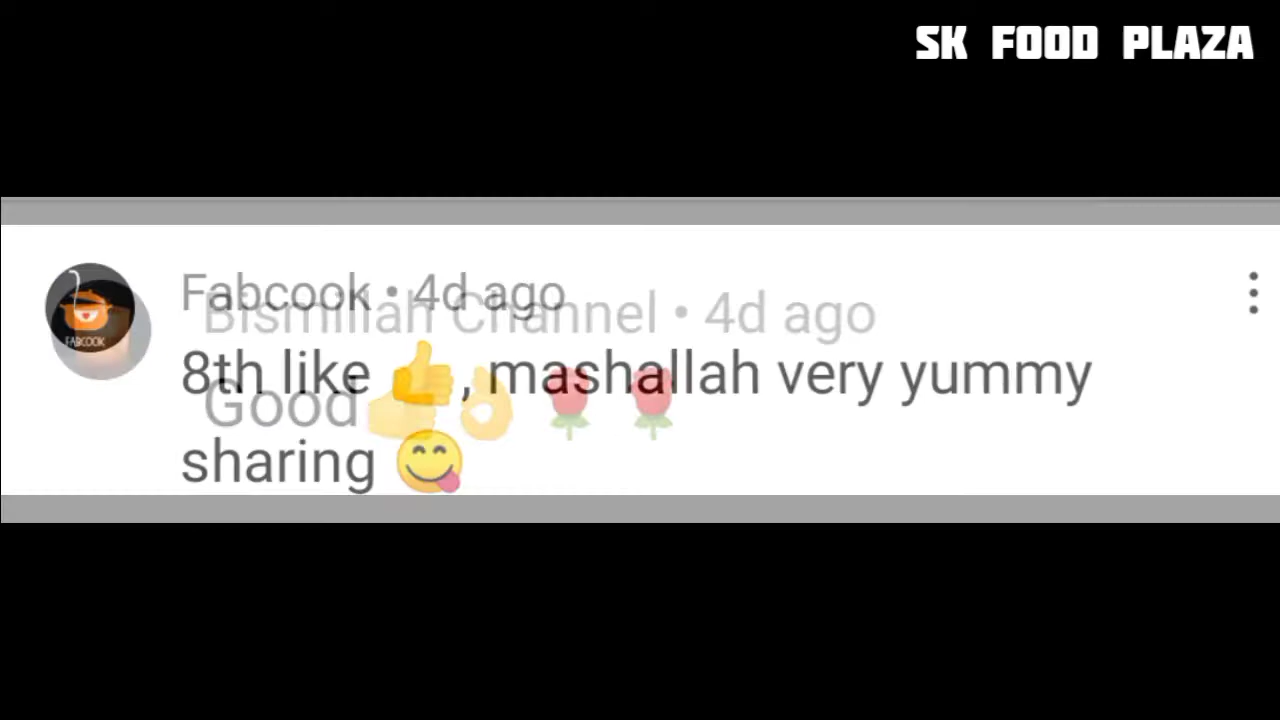 SK FOOD PLAZA
Fabcook • 4d ago
Bismillah Channel • 4d ago
8th like 👍, mashallah very yummy
Good👍👌🌹🌹
sharing 😋
FABCOOK